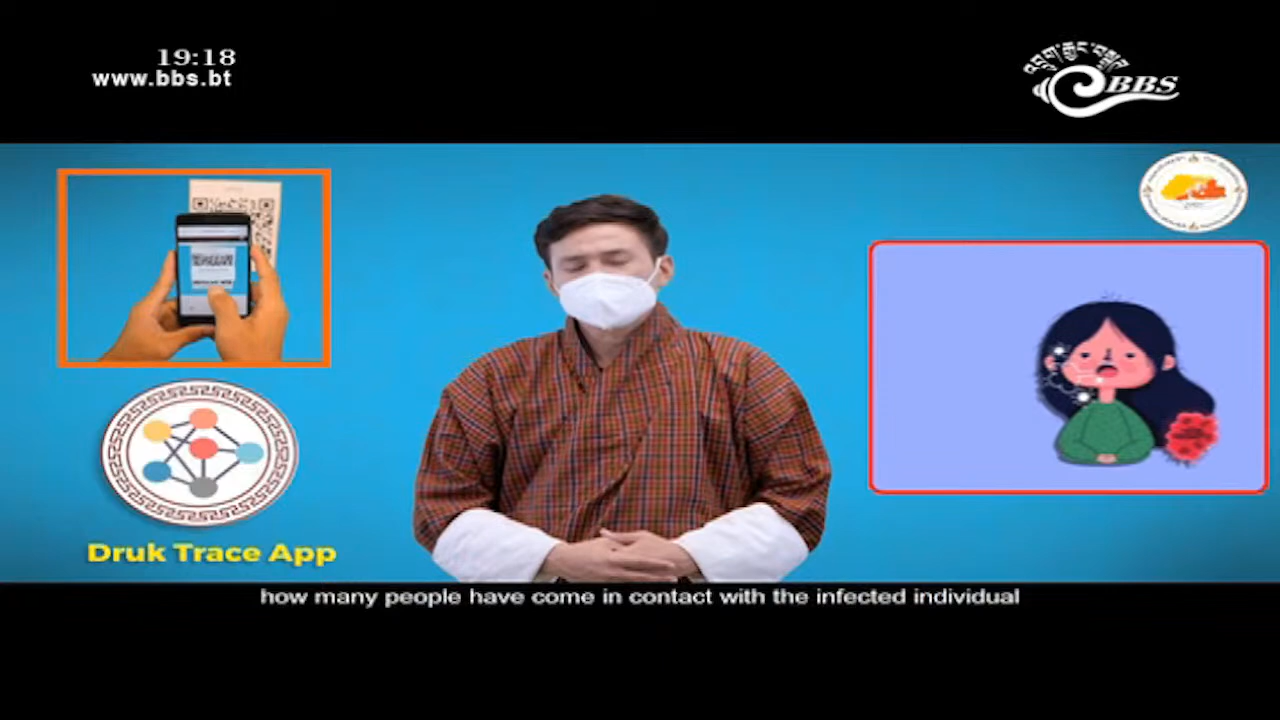 19:18
www.bbs.bt
BBS
Druk Trace App
how many people have come in contact with the infected individual